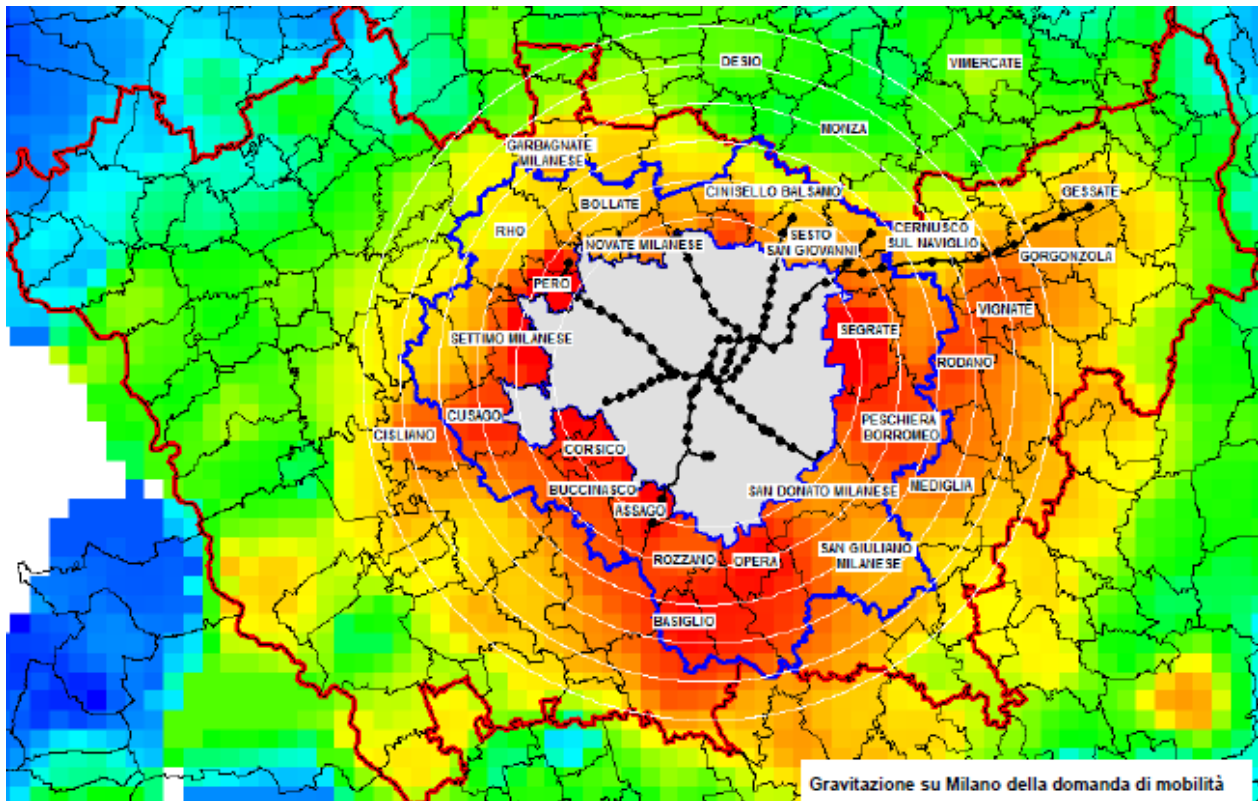 DESIO
VIMERCATE
MONZA
GARBAGNATE
MILANESE
GESSATE
CINISELLO BALSAMO
BOLLATE
RHO
SESTO
SAN GIOVANNI
CERNUSCO
SUL NAVIGLIO
NOVATE MILANESE
GORGONZOLA
PERO
VIGNATE
SEGRATE
SETTIMO MILANESE
RODANO
CUSAGO
PESCHIERA
BORROMEO
CISLIANO
CORSICO
MEDIGLIA
BUCCINASCO
SAN DONATO MILANESE
ASSAGO
SAN GIULIANO
MILANESE
ROZZANO
OPERA
BASIGLIO
Gravitazione su Milano della domanda di mobilità